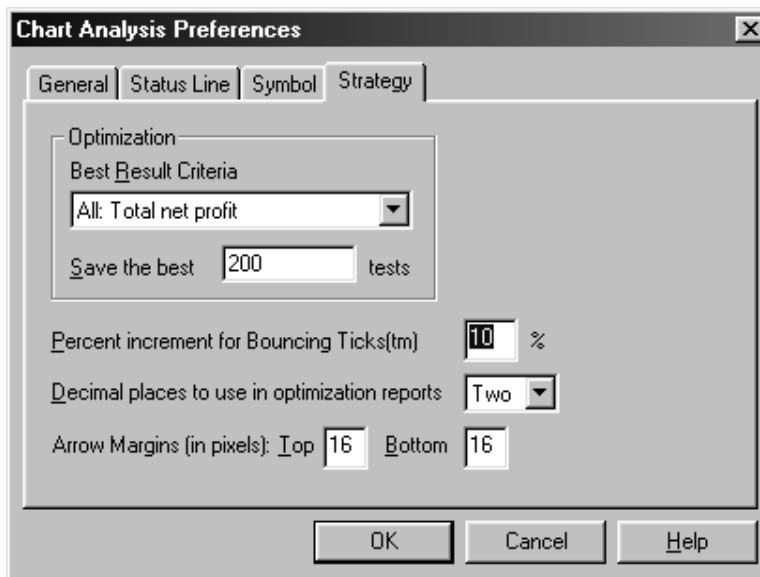 Chart Analysis Preferences
General Status Line Symbol Strategy
Optimization
Best Result Criteria
All: Total net profit
Save the best 200 tests
Percent increment for Bouncing Ticks(tm) 10 %
Decimal places to use in optimization reports Two
Arrow Margins (in pixels): Top 16 Bottom 16
OK Cancel Help